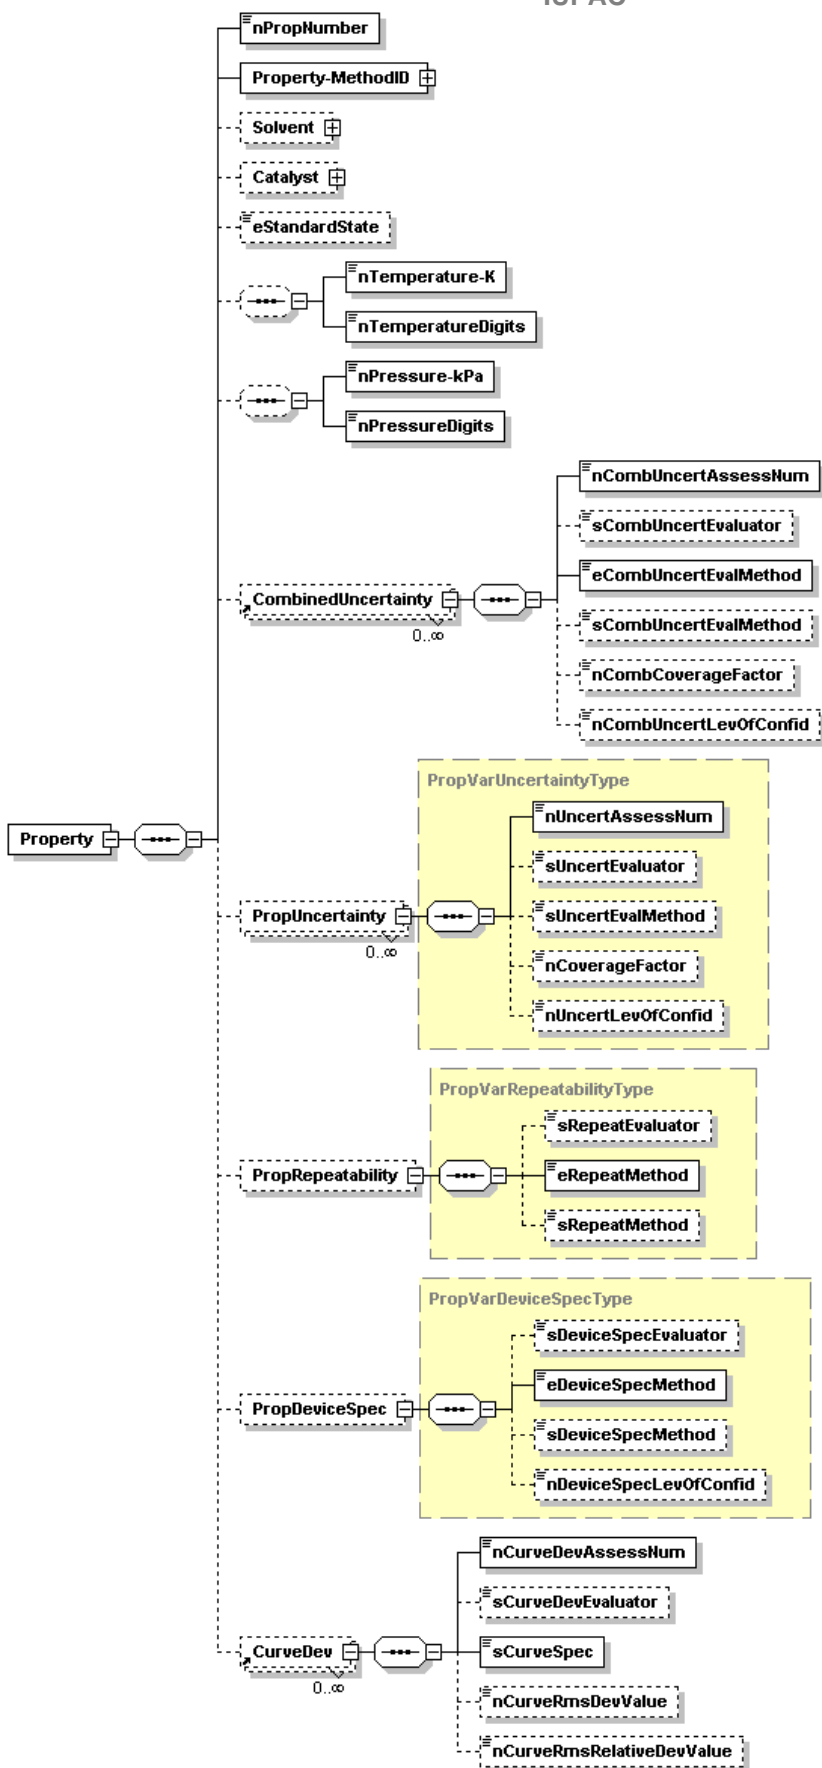 nPropNumber
Property-MethodID
Solvent
Catalyst
eStandardState
nTemperature-K
nTemperatureDigits
nPressure-kPa
nPressureDigits
nCombUncertAssessNum
sCombUncertEvaluator
eCombUncertEvalMethod
CombinedUncertainty
0..∞
sCombUncertEvalMethod
nCombCoverageFactor
nCombUncertLevOfConfid
PropVarUncertaintyType
nUncertAssessNum
Property
sUncertEvaluator
PropUncertainty
0..∞
sUncertEvalMethod
nCoverageFactor
nUncertLevOfConfid
PropVarRepeatabilityType
sRepeatEvaluator
PropRepeatability
eRepeatMethod
sRepeatMethod
PropVarDeviceSpecType
sDeviceSpecEvaluator
eDeviceSpecMethod
PropDeviceSpec
sDeviceSpecMethod
nDeviceSpecLevOfConfid
nCurveDevAssessNum
sCurveDevEvaluator
CurveDev
0..∞
sCurveSpec
nCurveRmsDevValue
nCurveRmsRelativeDevValue